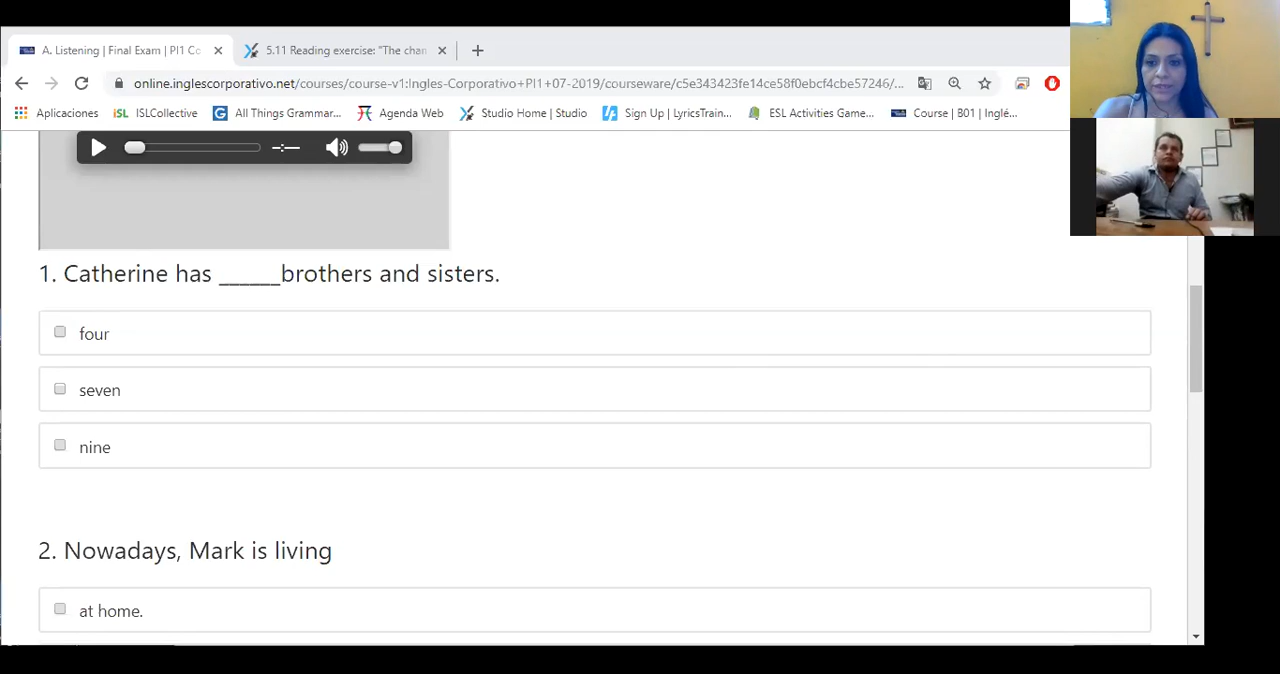 A. Listening | Final Exam | PI1 Co
5.11 Reading exercise: "The chan
online.inglescorporativo.net/courses/course-v1:Ingles-Corporativo+PI1+07-2019/courseware/c5e343423fe14ce58f0ebcf4cbe57246/...
Aplicaciones
iSL ISLCollective
All Things Grammar...
Agenda Web
Studio Home | Studio
Sign Up | LyricsTrain...
ESL Activities Game...
Course | B01 | Inglé...
1. Catherine has ______brothers and sisters.
four
seven
nine
2. Nowadays, Mark is living
at home.